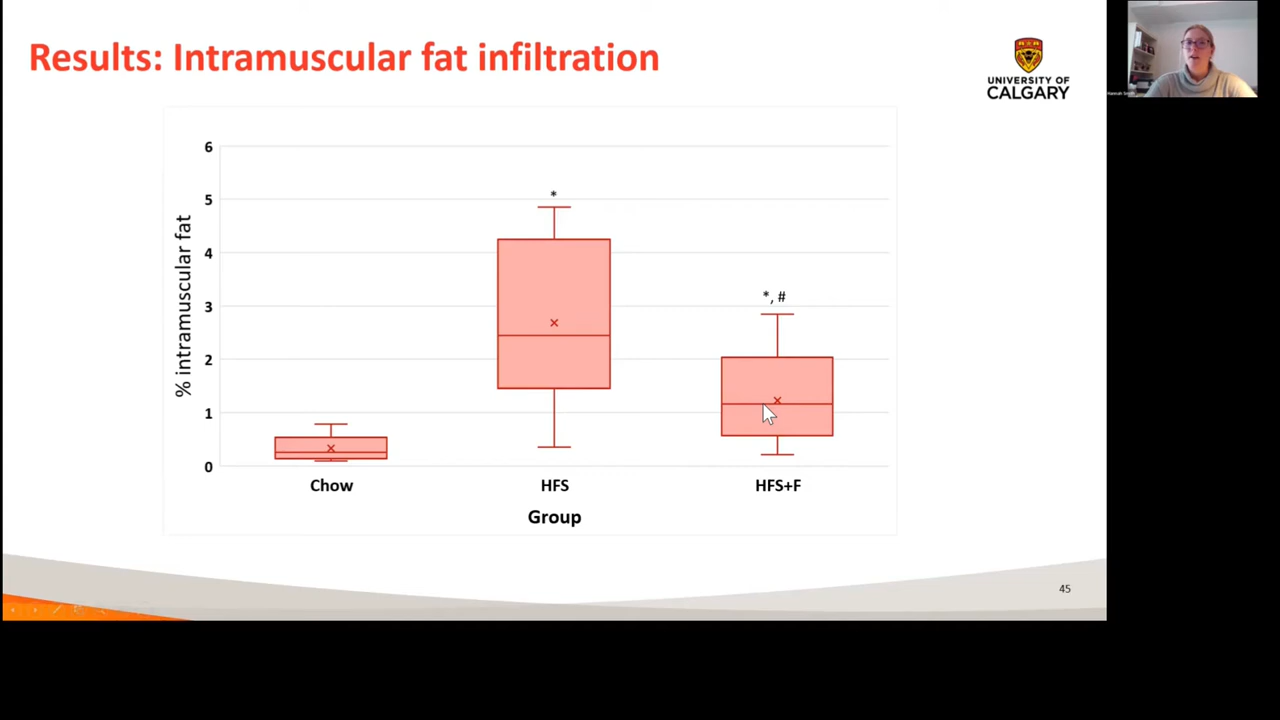 Results: Intramuscular fat infiltration
UNIVERSITY OF
CALGARY
% intramuscular fat
6
5
4
3
2
1
0
*
*, #
Chow
HFS
HFS+F
Group
45